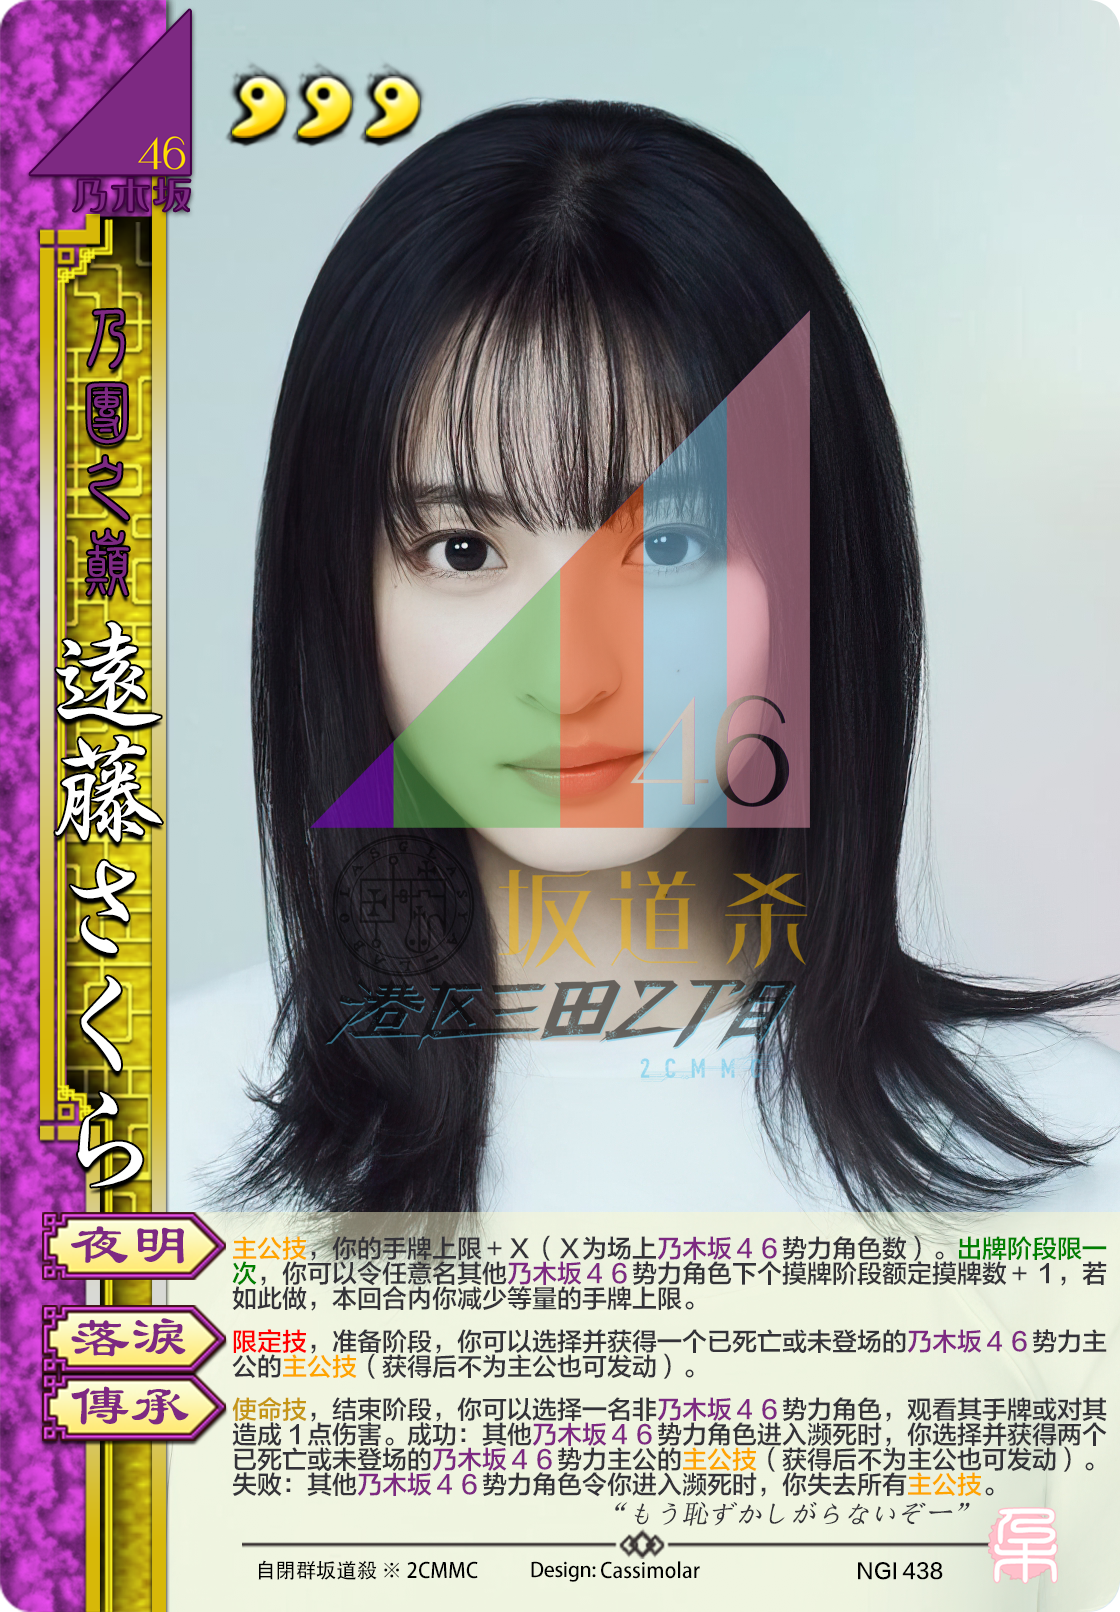 46
乃木坂
乃團之巔
遠藤さくら
46
坂道杀
港区三田2丁目
2CMM
夜明
主公技，你的手牌上限＋X（X为场上乃木坂４６势力角色数）。出牌阶段限一
次，你可以令任意名其他乃木坂４６势力角色下个摸牌阶段额定摸牌数＋１，若
如此做，本回合内你减少等量的手牌上限。
落淚
限定技，准备阶段，你可以选择并获得一个已死亡或未登场的乃木坂４６势力主
公的主公技（获得后不为主公也可发动）。
傳承
使命技，结束阶段，你可以选择一名非乃木坂４６势力角色，观看其手牌或对其
造成１点伤害。成功：其他乃木坂４６势力角色进入濒死时，你选择并获得两个
已死亡或未登场的乃木坂４６势力主公的主公技（获得后不为主公也可发动）。
失败：其他乃木坂４６势力角色令你进入濒死时，你失去所有主公技。
“もう恥ずかしがらないぞー”
自閉群坂道殺 ※ 2CMMC Design: Cassimolar NGI 438